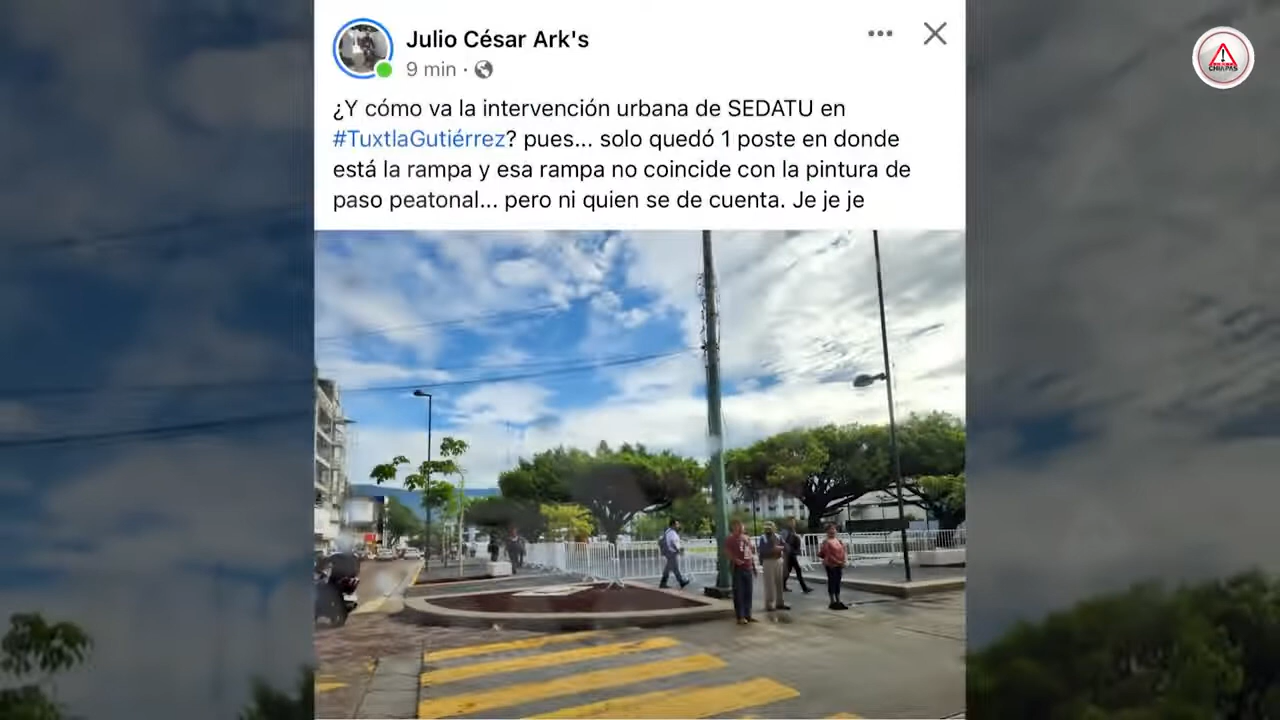 Julio César Ark's
9 min ·
¿Y cómo va la intervención urbana de SEDATU en
#TuxtlaGutiérrez? pues... solo quedó 1 poste en donde
está la rampa y esa rampa no coincide con la pintura de
paso peatonal... pero ni quien se de cuenta. Je je je
CHIAPAS